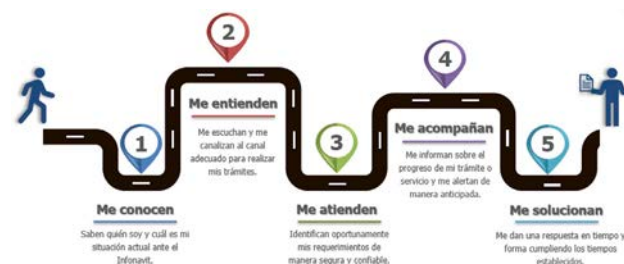 1
Me conocen
Saben quién soy y cuál es mi
situación actual ante el
Infonavit.
2
Me entienden
Me escuchan y me
canalizan al canal
adecuado para realizar
mis trámites.
3
Me atienden
Identifican oportunamente
mis requerimientos de
manera segura y confiable.
4
Me acompañan
Me informan sobre el
progreso de mi trámite o
servicio y me alertan de
manera anticipada.
5
Me solucionan
Me dan una respuesta en tiempo y
forma cumpliendo los tiempos
establecidos.